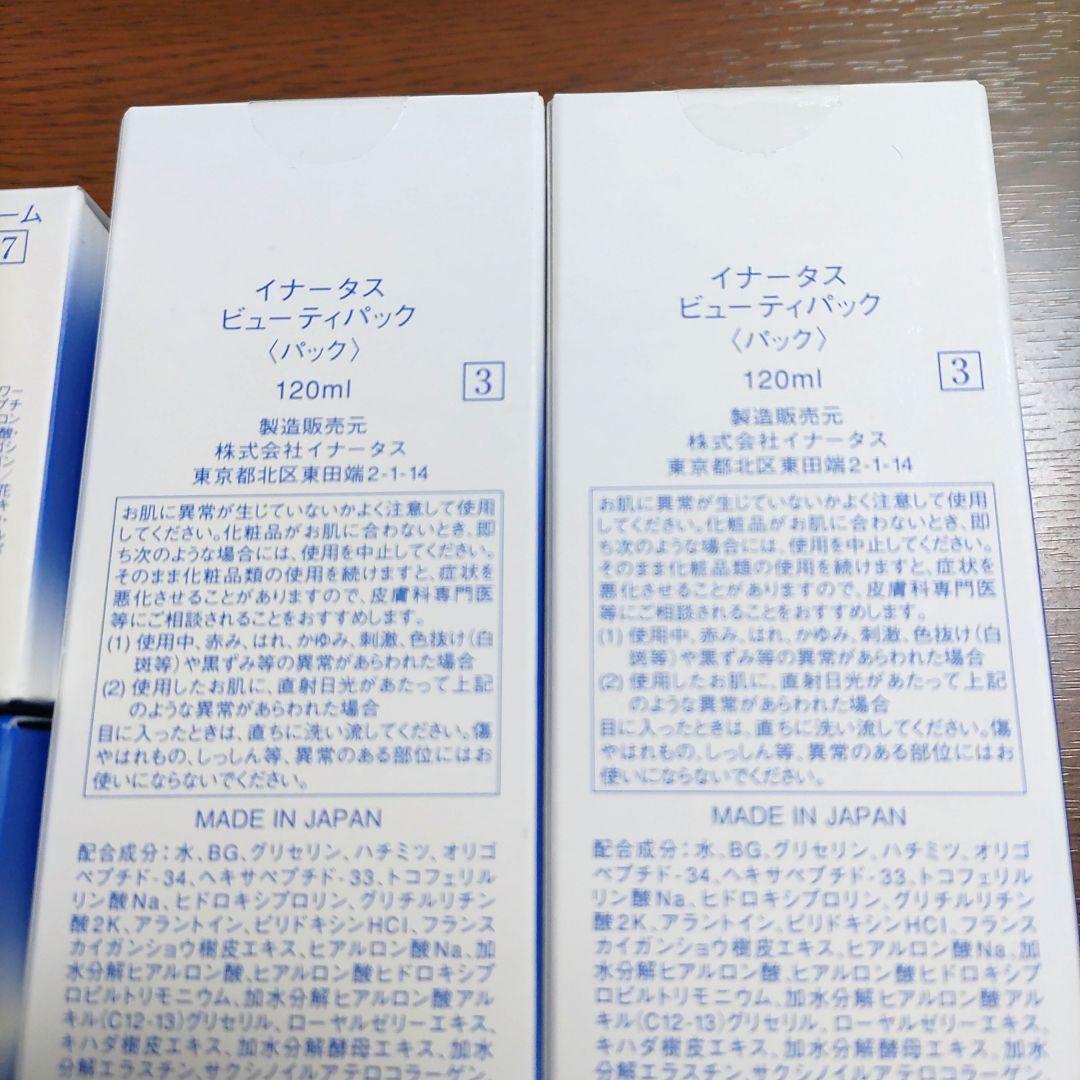 ーム
7
イナータス
ビューティパック
〈パック〉
120ml
3
製造販売元
株式会社イナータス
東京都北区東田端2-1-14
お肌に異常が生じていないかよく注意して使用
してください。化粧品がお肌に合わないとき、即
ち次のような場合には、使用を中止してください。
そのまま化粧品類の使用を続けますと、症状を
悪化させることがありますので、皮膚科専門医
等にご相談されることをおすすめします。
(1) 使用中、赤み、はれ、かゆみ、刺激、色抜け(白
斑等)や黒ずみ等の異常があらわれた場合
(2) 使用したお肌に、直射日光があたって上記
のような異常があらわれた場合
目に入ったときは、直ちに洗い流してください。傷
やはれもの、しっしん等、異常のある部位にはお
使いにならないでください。
MADE IN JAPAN
配合成分：水、BG、グリセリン、ハチミツ、オリゴ
ペプチド-34、ヘキサペプチド-33、トコフェリル
リン酸Na、ヒドロキシプロリン、グリチルリチン
酸2K、アラントイン、ピリドキシンHCl、フランス
カイガンショウ樹皮エキス、ヒアルロン酸Na、加
水分解ヒアルロン酸、ヒアルロン酸ヒドロキシプ
ロピルトリモニウム、加水分解ヒアルロン酸アル
キル(C12-13)グリセリル、ローヤルゼリーエキス、
キハダ樹皮エキス、加水分解酵母エキス、加水
分解エラスチン、サクシノイルアテロコラーゲン、
イナータス
ビューティパック
〈パック〉
120ml
3
製造販売元
株式会社イナータス
東京都北区東田端2-1-14
お肌に異常が生じていないかよく注意して使用
してください。化粧品がお肌に合わないとき、即
ち次のような場合には、使用を中止してください。
そのまま化粧品類の使用を続けますと、症状を
悪化させることがありますので、皮膚科専門医
等にご相談されることをおすすめします。
(1) 使用中、赤み、はれ、かゆみ、刺激、色抜け(白
斑等)や黒ずみ等の異常があらわれた場合
(2) 使用したお肌に、直射日光があたって上記
のような異常があらわれた場合
目に入ったときは、直ちに洗い流してください。傷
やはれもの、しっしん等、異常のある部位にはお
使いにならないでください。
MADE IN JAPAN
配合成分：水、BG、グリセリン、ハチミツ、オリゴ
ペプチド-34、ヘキサペプチド-33、トコフェリル
リン酸Na、ヒドロキシプロリン、グリチルリチン
酸2K、アラントイン、ピリドキシンHCl、フランス
カイガンショウ樹皮エキス、ヒアルロン酸Na、加
水分解ヒアルロン酸、ヒアルロン酸ヒドロキシプ
ロピルトリモニウム、加水分解ヒアルロン酸アル
キル(C12-13)グリセリル、ローヤルゼリーエキス、
キハダ樹皮エキス、加水分解酵母エキス、加水
分解エラスチン、サクシノイルアテロコラーゲン、